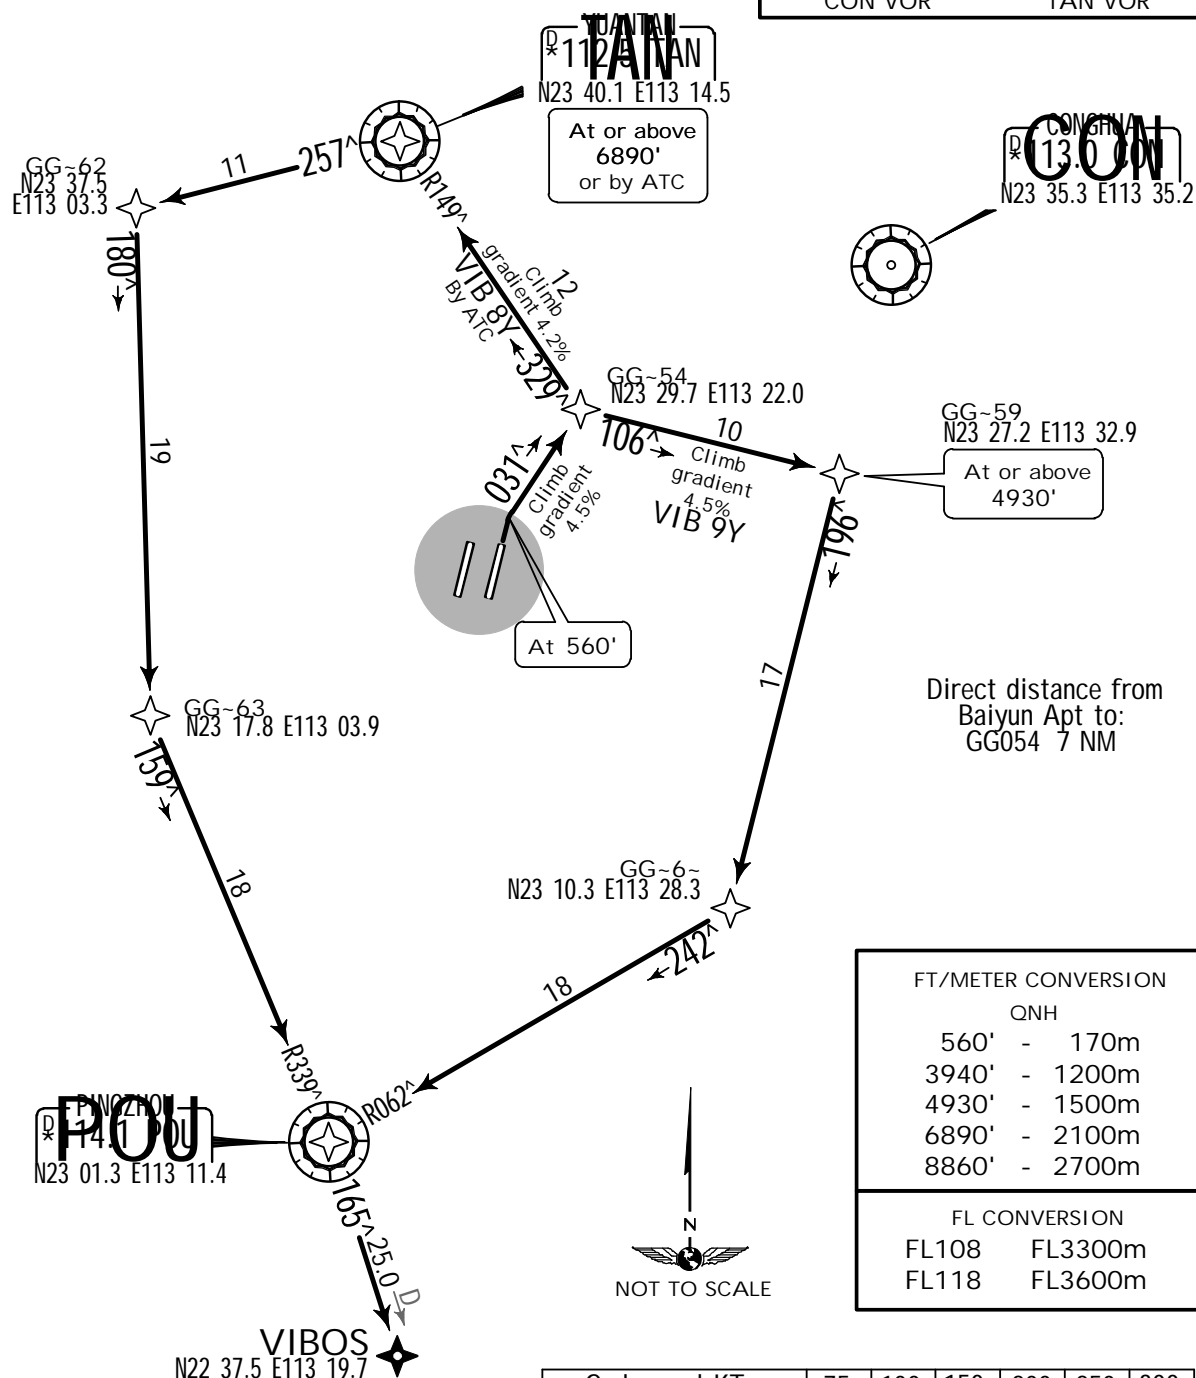 CON VOR TAN VOR
YUANTAN
D
*112.5 TAN
TAN
N23 40.1 E113 14.5
At or above
6890'
or by ATC
CONGHUA
D
*113.0 CON
CON
N23 35.3 E113 35.2
GG~62
N23 37.5
E113 03.3
11
257^
R149^
180^
12
Climb
gradient 4.2%
VIB 8Y
By ATC
329^
GG~54
N23 29.7 E113 22.0
106^
10
Climb
gradient
4.5%
VIB 9Y
GG~59
N23 27.2 E113 32.9
At or above
4930'
031^
Climb
gradient
4.5%
196^
19
At 560'
17
Direct distance from
Baiyun Apt to:
GG054 7 NM
GG~63
N23 17.8 E113 03.9
159^
18
GG~6~
N23 10.3 E113 28.3
242^
18
R339^
R062^
PINGZHOU
D
*114.1 POU
POU
N23 01.3 E113 11.4
165^
25.0
D
VIBOS
N22 37.5 E113 19.7
N
NOT TO SCALE
FT/METER CONVERSION
QNH
560' - 170m
3940' - 1200m
4930' - 1500m
6890' - 2100m
8860' - 2700m
FL CONVERSION
FL108 FL3300m
FL118 FL3600m